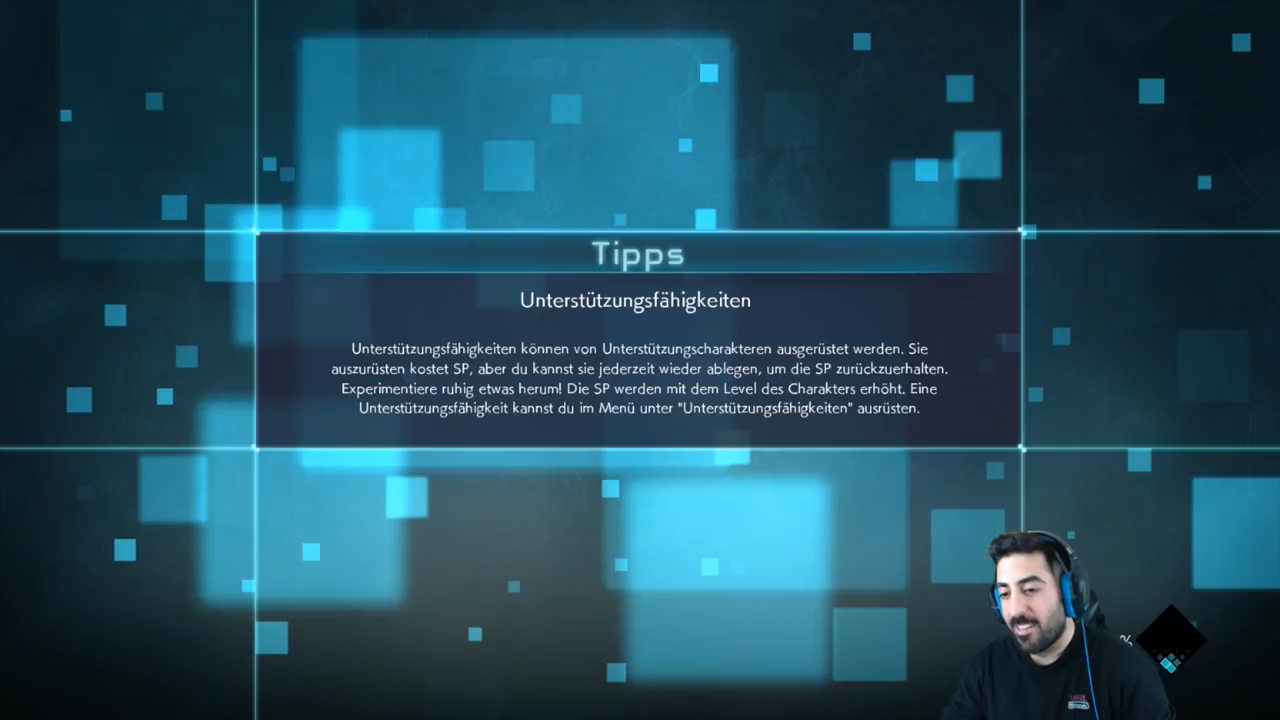 Tipps
Unterstützungsfähigkeiten
Unterstützungsfähigkeiten können von Unterstützungscharakteren ausgerüstet werden. Sie
auszurüsten kostet SP, aber du kannst sie jederzeit wieder ablegen, um die SP zurückzuerhalten.
Experimentiere ruhig etwas herum! Die SP werden mit dem Level des Charakters erhöht. Eine
Unterstützungsfähigkeit kannst du im Menü unter "Unterstützungsfähigkeiten" ausrüsten.
%